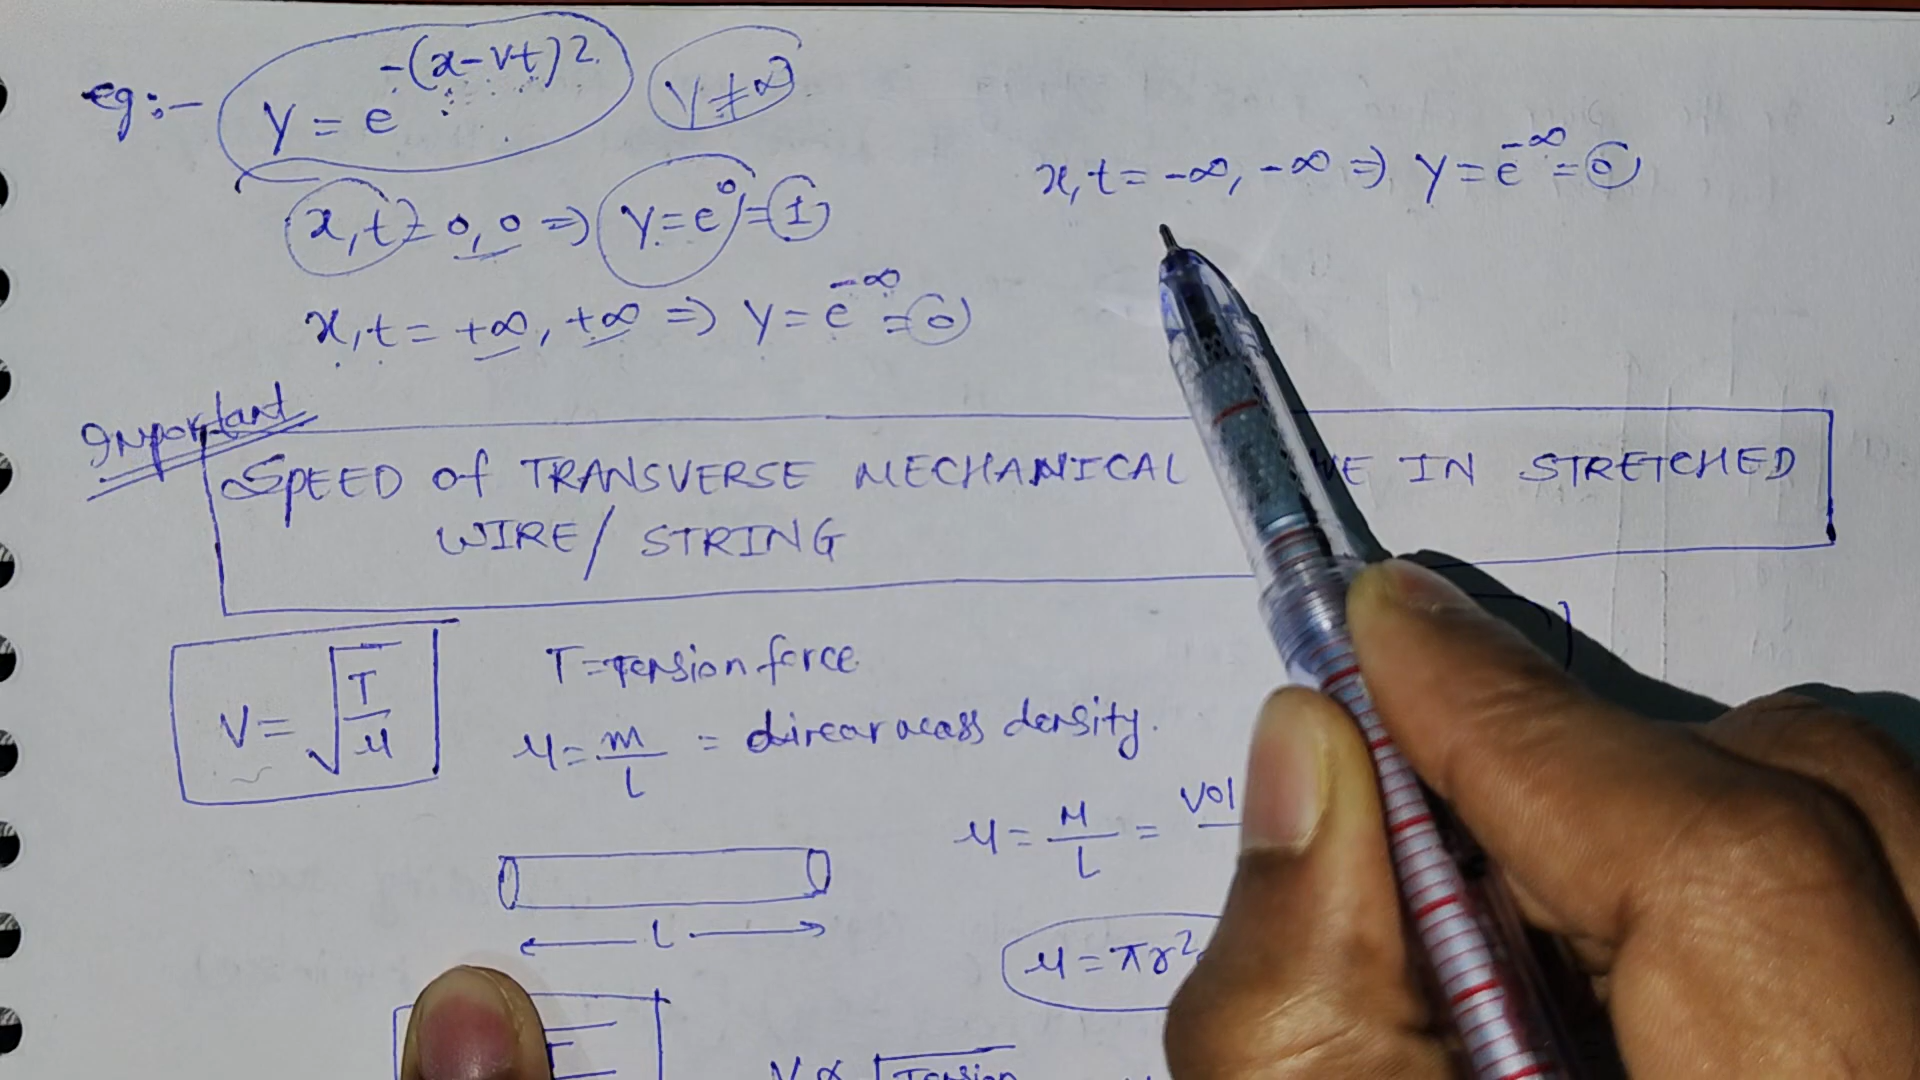 eg:- y = e^-(x-vt)2. y≠∞
x,t = 0,0 ⇒ y=e^0=1
x,t = -∞, -∞ ⇒ y=e^-∞=0
x,t = +∞, +∞ ⇒ y=e^-∞=0
Important
SPEED of TRANSVERSE MECHANICAL IN STRETCHED
WIRE/ STRING
V=√T/μ
T=Tension force
μ=m/L = linear mass density.
μ=M/L = Vol
L
μ=πr²
V∝√Tension